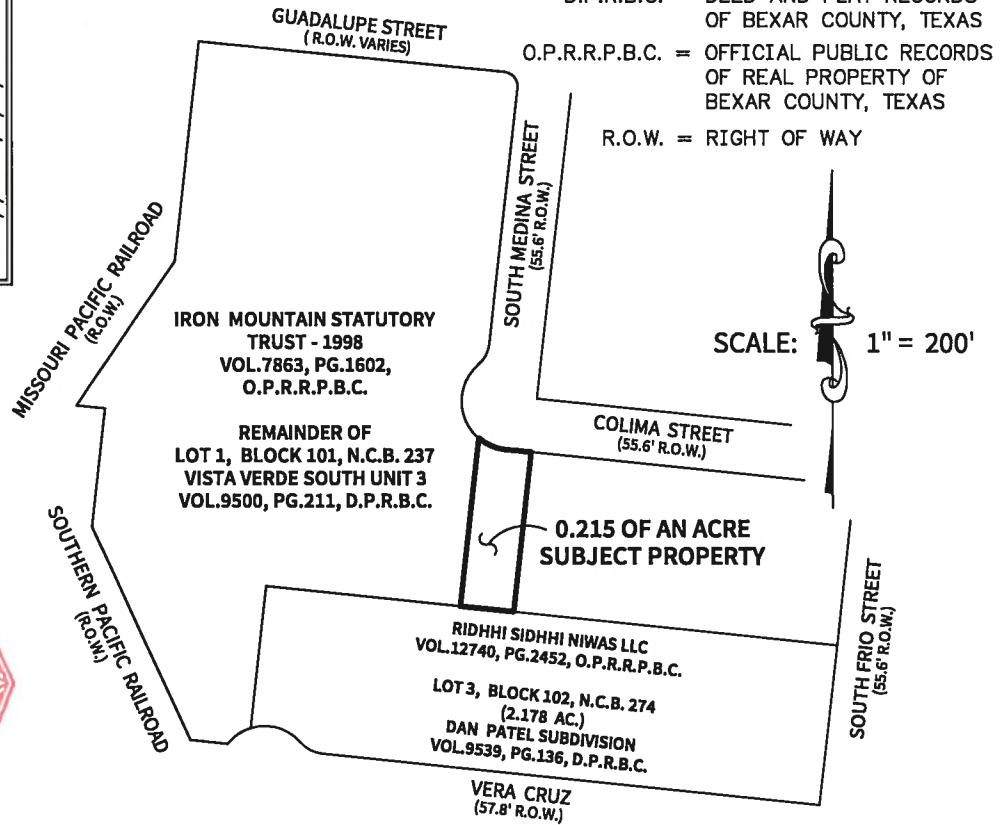 OF BEXAR COUNTY, TEXAS
O.P.R.R.P.B.C. = OFFICIAL PUBLIC RECORDS
OF REAL PROPERTY OF
BEXAR COUNTY, TEXAS
R.O.W. = RIGHT OF WAY
GUADALUPE STREET
(R.O.W. VARIES)
SOUTH MEDINA STREET
(55.6' R.O.W.)
MISSOURI PACIFIC RAILROAD
(R.O.W.)
IRON MOUNTAIN STATUTORY
TRUST - 1998
VOL.7863, PG.1602,
O.P.R.R.P.B.C.
REMAINDER OF
LOT 1, BLOCK 101, N.C.B. 237
VISTA VERDE SOUTH UNIT 3
VOL.9500, PG.211, D.P.R.B.C.
SCALE: 1" = 200'
COLIMA STREET
(55.6' R.O.W.)
0.215 OF AN ACRE
SUBJECT PROPERTY
SOUTHERN PACIFIC RAILROAD
(R.O.W.)
SOUTH FRIO STREET
(55.6' R.O.W.)
RIDHHI SIDHHI NIWAS LLC
VOL.12740, PG.2452, O.P.R.R.P.B.C.
LOT 3, BLOCK 102, N.C.B. 274
(2.178 AC.)
DAN PATEL SUBDIVISION
VOL.9539, PG.136, D.P.R.B.C.
VERA CRUZ
(57.8' R.O.W.)